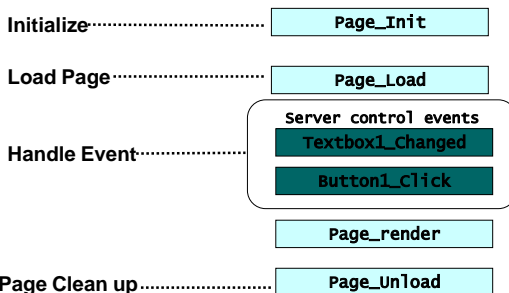 Initialize Page_Init
Load Page Page_Load
Server control events
Textbox1_Changed
Handle Event
Button1_Click
Page_render
Page Clean up Page_Unload